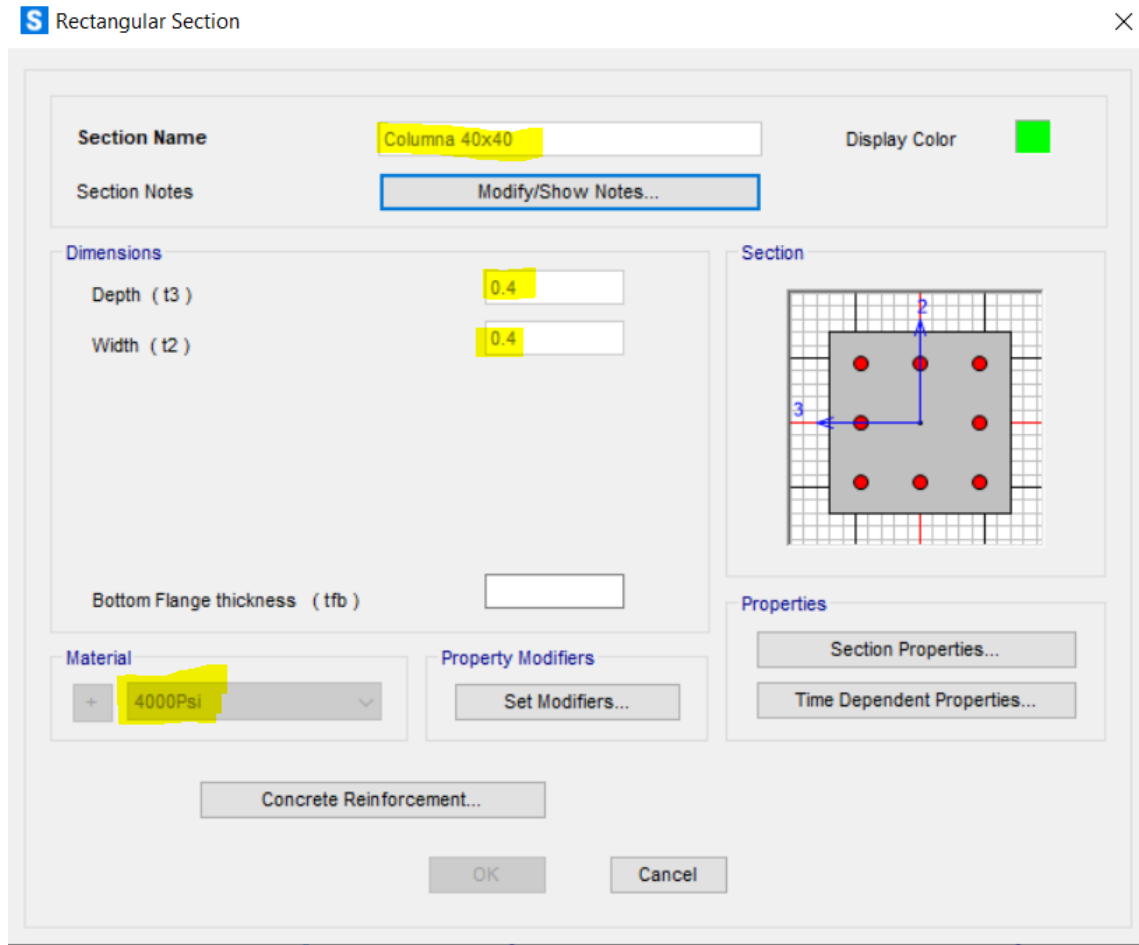 S Rectangular Section
Section Name
Columna 40x40
Display Color
Section Notes
Modify/Show Notes...
Dimensions
Depth ( t3 )
0.4
Width ( t2 )
0.4
Bottom Flange thickness ( tfb )
Section
2
3
Properties
Section Properties...
Time Dependent Properties...
Material
+
4000Psi
Property Modifiers
Set Modifiers...
Concrete Reinforcement...
OK
Cancel